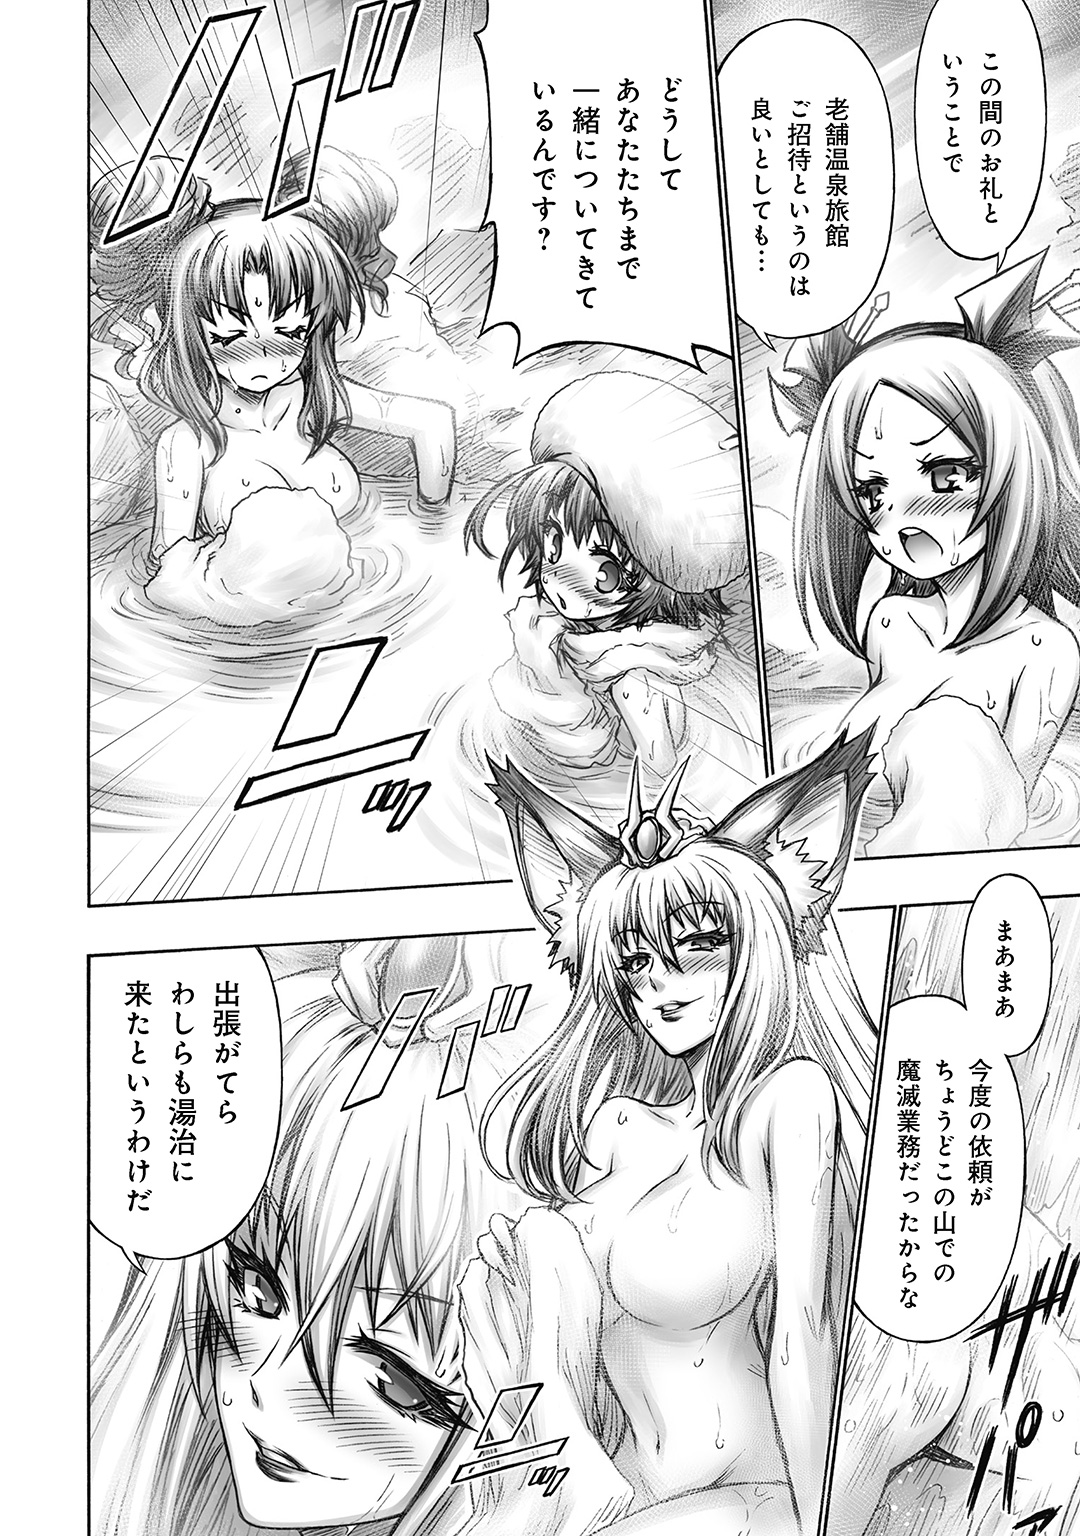 この間のお礼と
いうことで
老舗温泉旅館
ご招待というのは
良いとしても…
どうして
あなたたちまで
一緒についてきて
いるんです？
バ
バーン
まあまあ
今度の依頼が
ちょうどこの山での
魔滅業務だったからな
ザバ
出張がてら
わしらも湯治に
来たというわけだ